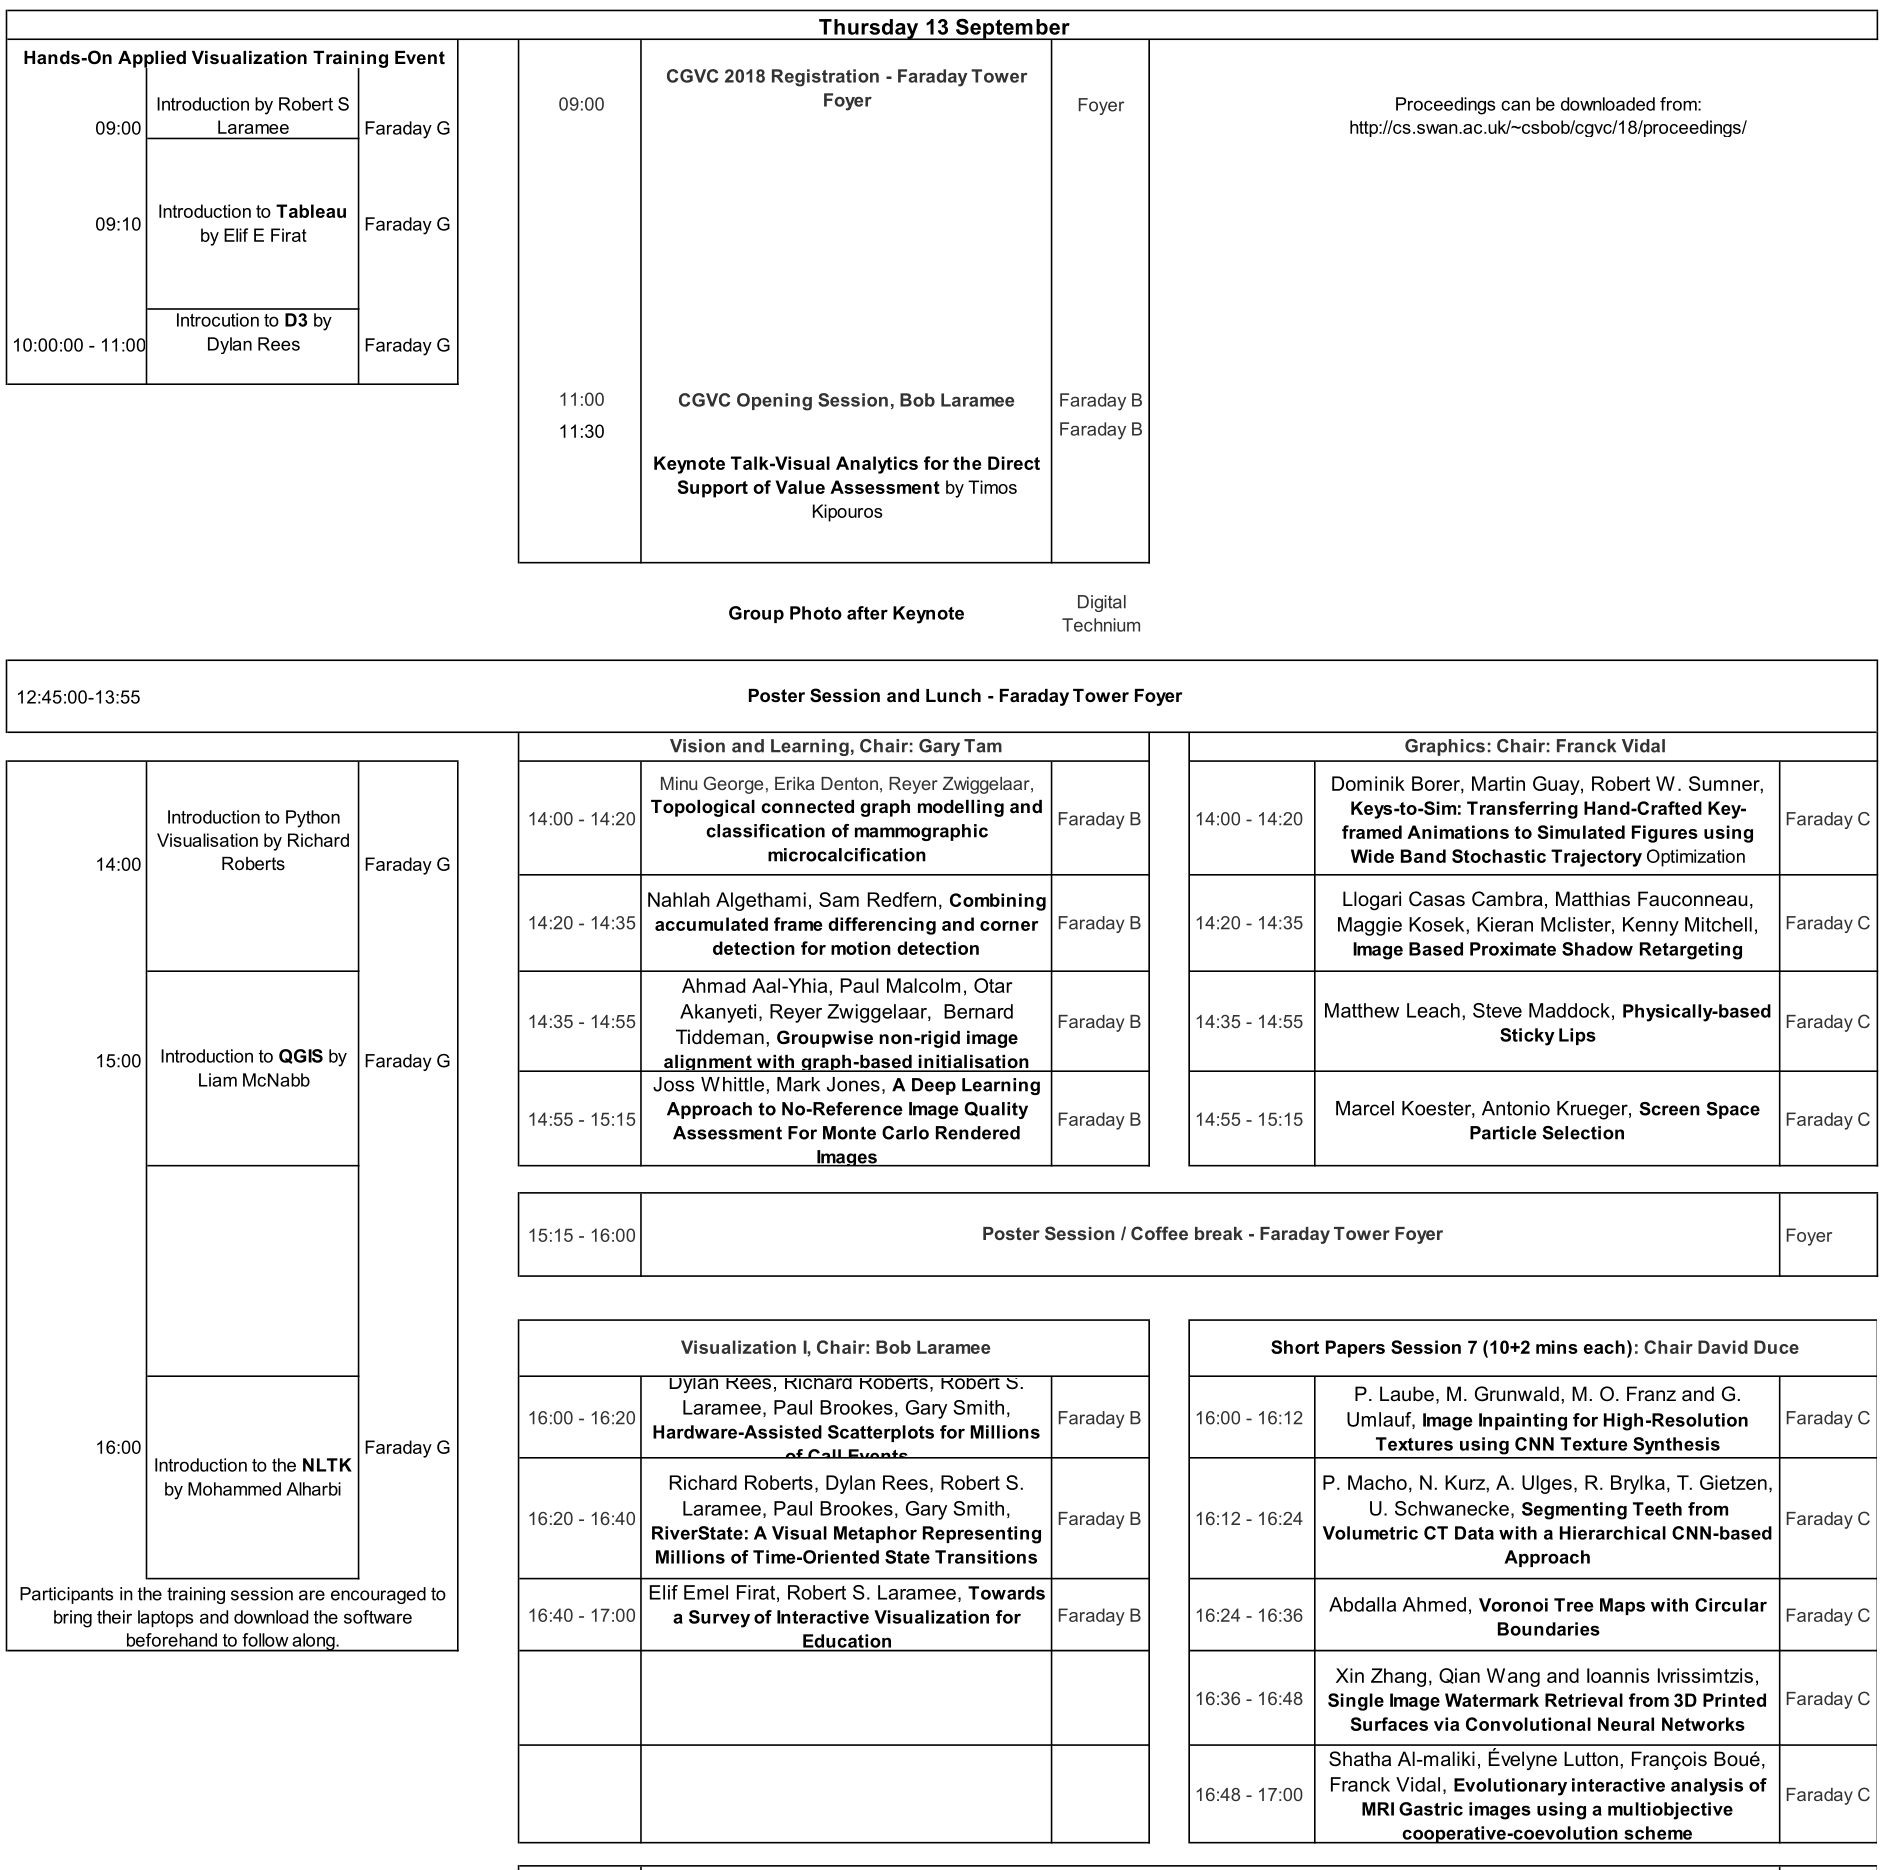 Thursday 13 September
Hands-On Applied Visualization Training Event
09:00
Introduction by Robert S
Laramee
Faraday G
09:10
Introduction to Tableau
by Elif E Firat
Faraday G
10:00:00 - 11:00
Introcution to D3 by
Dylan Rees
Faraday G
09:00
CGVC 2018 Registration - Faraday Tower
Foyer
Foyer
11:00
CGVC Opening Session, Bob Laramee
Faraday B
11:30
Faraday B
Keynote Talk-Visual Analytics for the Direct
Support of Value Assessment by Timos
Kipouros
Proceedings can be downloaded from:
http://cs.swan.ac.uk/~csbob/cgvc/18/proceedings/
Group Photo after Keynote
Digital
Technium
12:45:00-13:55
Poster Session and Lunch - Faraday Tower Foyer
14:00
Introduction to Python
Visualisation by Richard
Roberts
Faraday G
15:00
Introduction to QGIS by
Liam McNabb
Faraday G
16:00
Introduction to the NLTK
by Mohammed Alharbi
Faraday G
Participants in the training session are encouraged to
bring their laptops and download the software
beforehand to follow along.
Vision and Learning, Chair: Gary Tam
14:00 - 14:20
Minu George, Erika Denton, Reyer Zwiggelaar,
Topological connected graph modelling and
classification of mammographic
microcalcification
Faraday B
14:20 - 14:35
Nahlah Algethami, Sam Redfern, Combining
accumulated frame differencing and corner
detection for motion detection
Faraday B
14:35 - 14:55
Ahmad Aal-Yhia, Paul Malcolm, Otar
Akanyeti, Reyer Zwiggelaar, Bernard
Tiddeman, Groupwise non-rigid image
alignment with graph-based initialisation
Faraday B
14:55 - 15:15
Joss Whittle, Mark Jones, A Deep Learning
Approach to No-Reference Image Quality
Assessment For Monte Carlo Rendered
Images
Faraday B
Graphics: Chair: Franck Vidal
14:00 - 14:20
Dominik Borer, Martin Guay, Robert W. Sumner,
Keys-to-Sim: Transferring Hand-Crafted Key-
framed Animations to Simulated Figures using
Wide Band Stochastic Trajectory Optimization
Faraday C
14:20 - 14:35
Llogari Casas Cambra, Matthias Fauconneau,
Maggie Kosek, Kieran Mclister, Kenny Mitchell,
Image Based Proximate Shadow Retargeting
Faraday C
14:35 - 14:55
Matthew Leach, Steve Maddock, Physically-based
Sticky Lips
Faraday C
14:55 - 15:15
Marcel Koester, Antonio Krueger, Screen Space
Particle Selection
Faraday C
15:15 - 16:00
Poster Session / Coffee break - Faraday Tower Foyer
Foyer
Visualization I, Chair: Bob Laramee
16:00 - 16:20
Dylan Rees, Richard Roberts, Robert S.
Laramee, Paul Brookes, Gary Smith,
Hardware-Assisted Scatterplots for Millions
of Call Events
Faraday B
16:20 - 16:40
Richard Roberts, Dylan Rees, Robert S.
Laramee, Paul Brookes, Gary Smith,
RiverState: A Visual Metaphor Representing
Millions of Time-Oriented State Transitions
Faraday B
16:40 - 17:00
Elif Emel Firat, Robert S. Laramee, Towards
a Survey of Interactive Visualization for
Education
Faraday B
Short Papers Session 7 (10+2 mins each): Chair David Duce
16:00 - 16:12
P. Laube, M. Grunwald, M. O. Franz and G.
Umlauf, Image Inpainting for High-Resolution
Textures using CNN Texture Synthesis
Faraday C
16:12 - 16:24
P. Macho, N. Kurz, A. Ulges, R. Brylka, T. Gietzen,
U. Schwanecke, Segmenting Teeth from
Volumetric CT Data with a Hierarchical CNN-based
Approach
Faraday C
16:24 - 16:36
Abdalla Ahmed, Voronoi Tree Maps with Circular
Boundaries
Faraday C
16:36 - 16:48
Xin Zhang, Qian Wang and Ioannis Ivrissimtzis,
Single Image Watermark Retrieval from 3D Printed
Surfaces via Convolutional Neural Networks
Faraday C
16:48 - 17:00
Shatha Al-maliki, Évelyne Lutton, François Boué,
Franck Vidal, Evolutionary interactive analysis of
MRI Gastric images using a multiobjective
cooperative-coevolution scheme
Faraday C